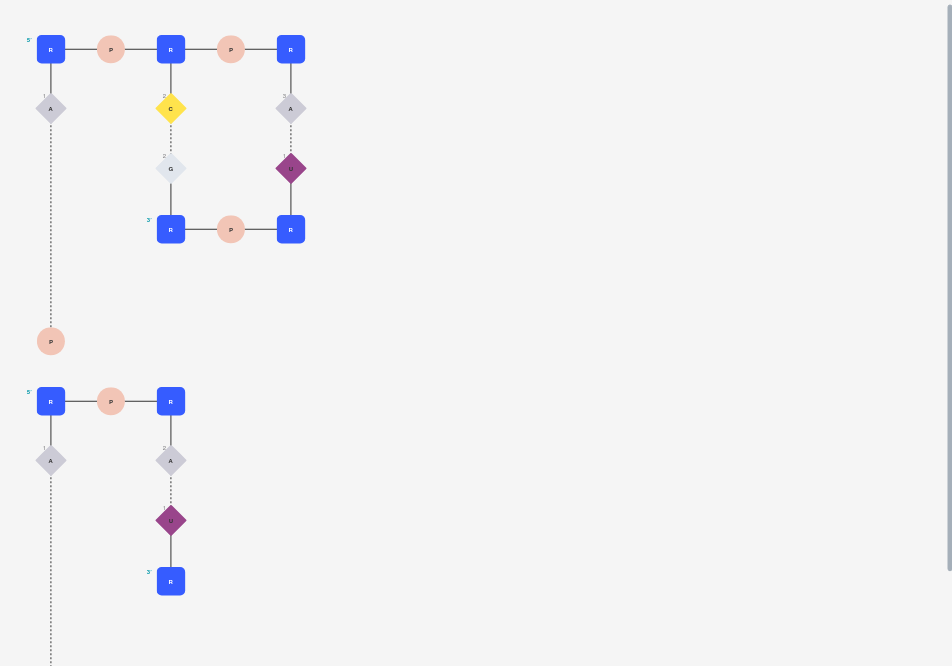 5' R P R P R
1 A 2 C 3 A
2 G 1 U
3' R P R
P
5' R P R
1 A 2 A
1 U
3' R